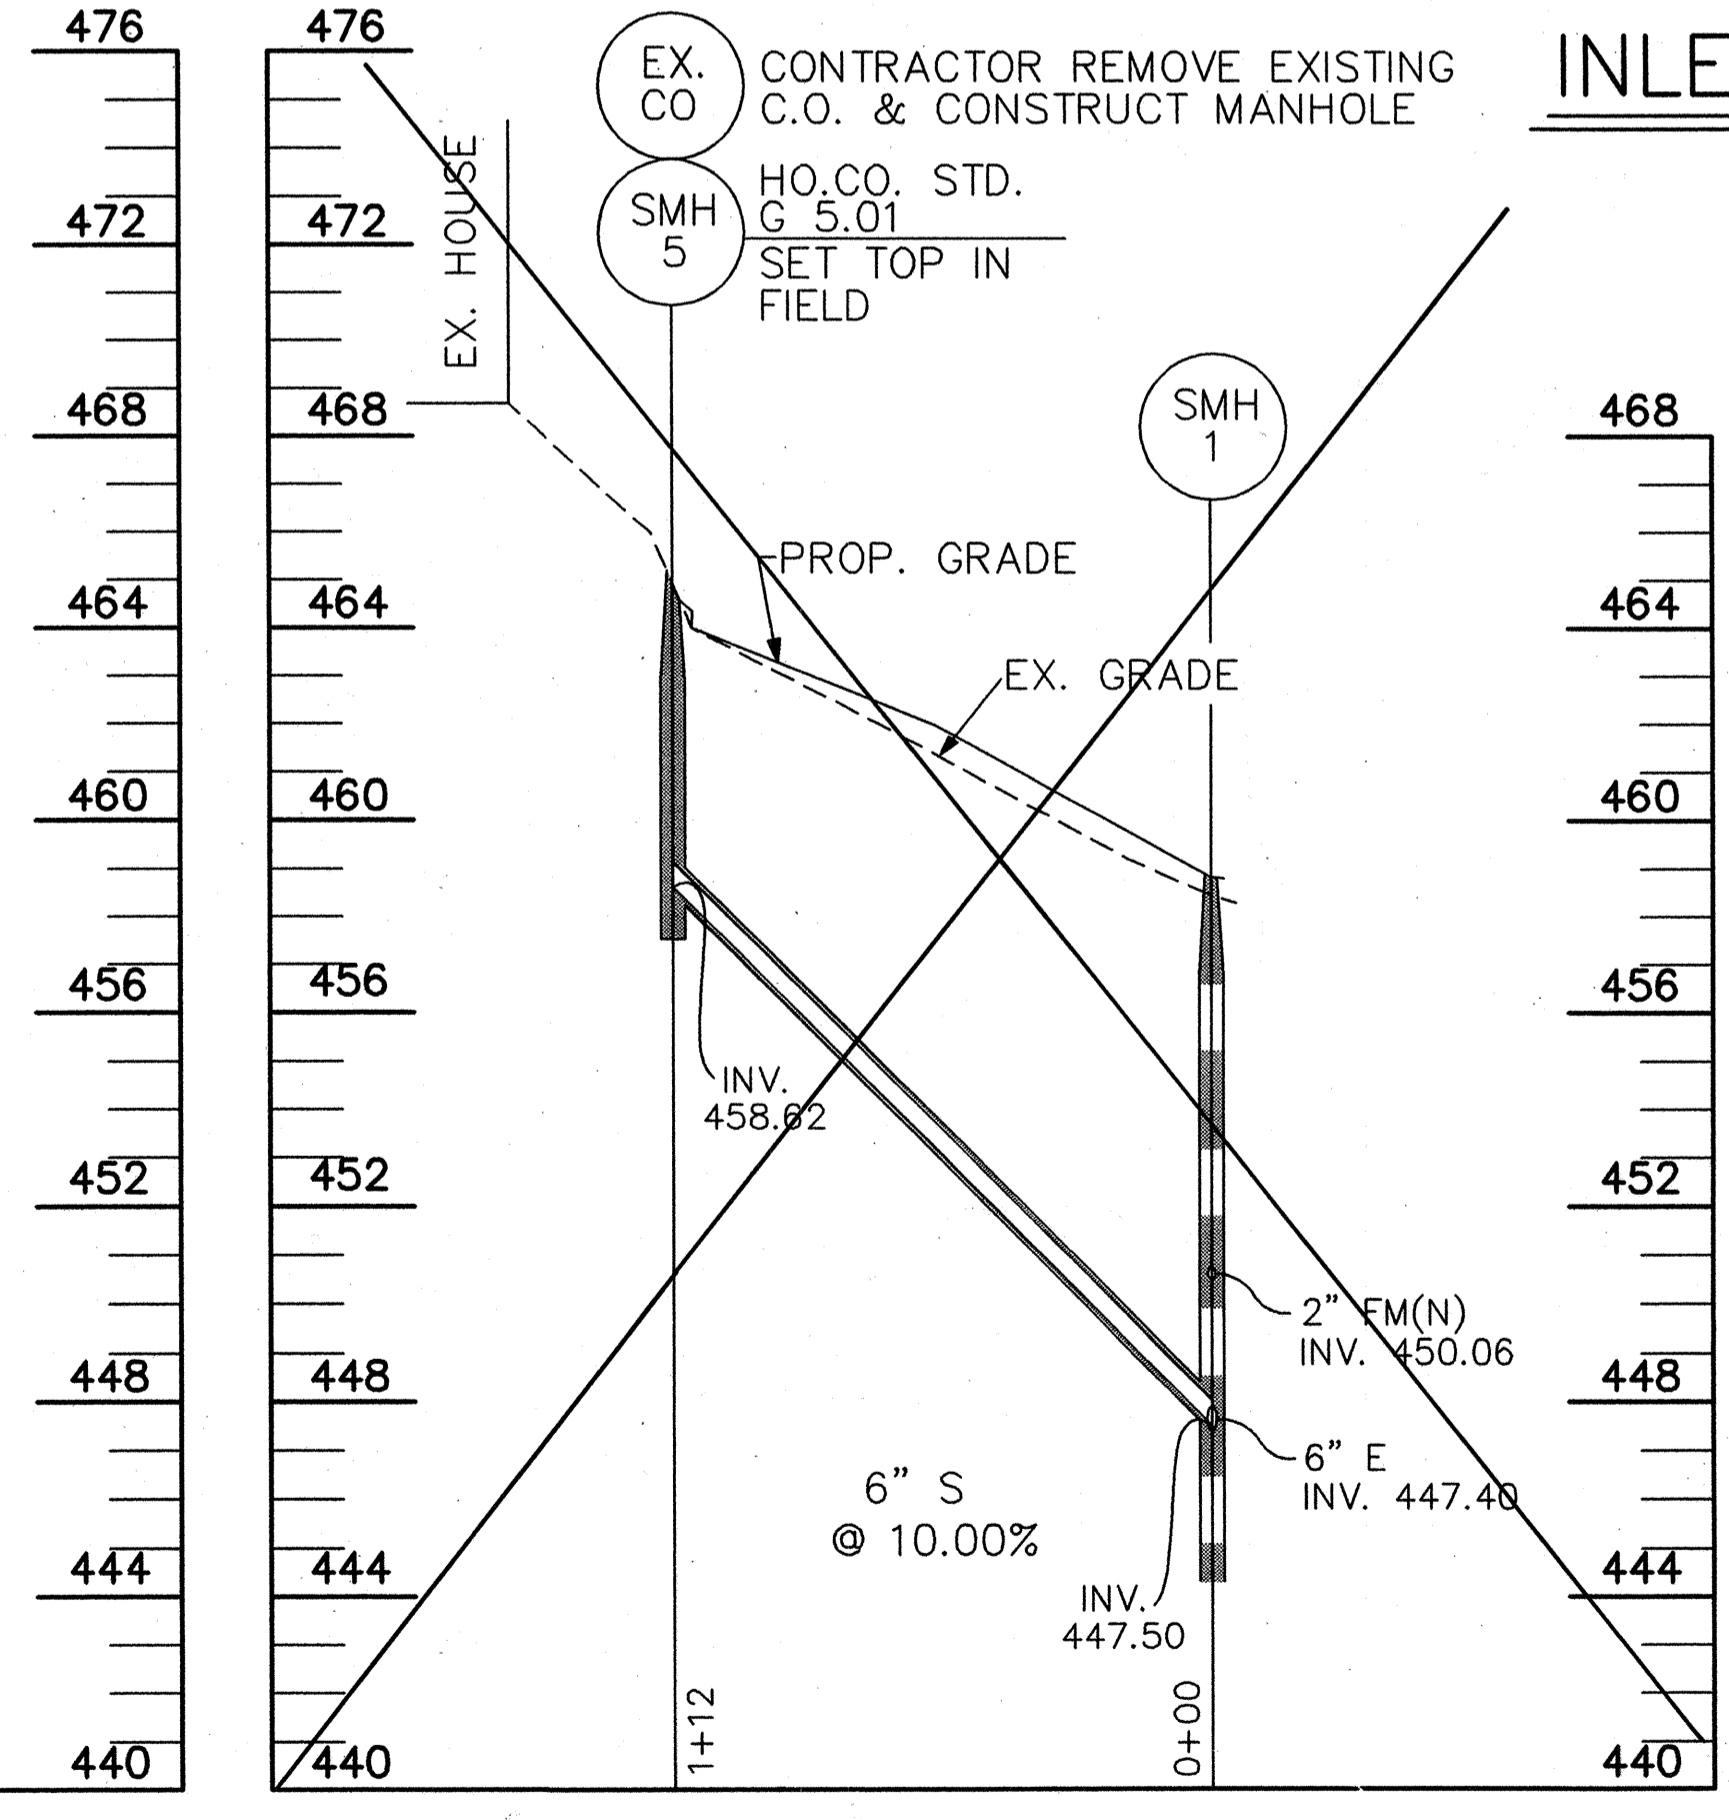 476
472
468
464
460
456
452
448
444
440
476
472
468
464
460
456
452
448
444
440
EX.
CO
CONTRACTOR REMOVE EXISTING
C.O. & CONSTRUCT MANHOLE
INLE
SMH
5
HO.CO. STD.
G 5.01
SET TOP IN
FIELD
EX. HOUSE
SMH
1
PROP. GRADE
EX. GRADE
INV.
458.62
2" FM(N)
INV. 450.06
6" E
INV. 447.40
6" S
@ 10.00%
INV.
447.50
1+12
0+00
468
464
460
456
452
448
444
440